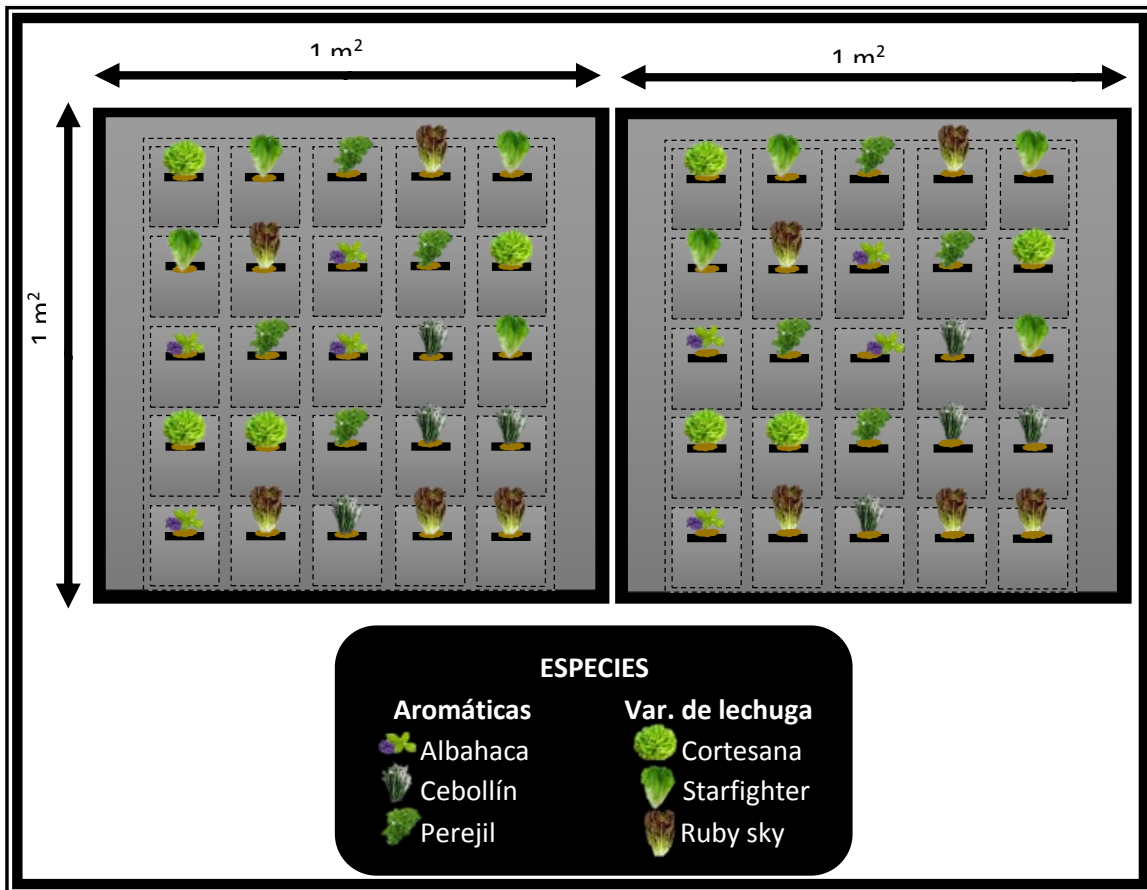 1 m²
1 m²
1 m²
ESPECIES
Aromáticas
Var. de lechuga
Albahaca
Cortesana
Cebollín
Starfighter
Perejil
Ruby sky